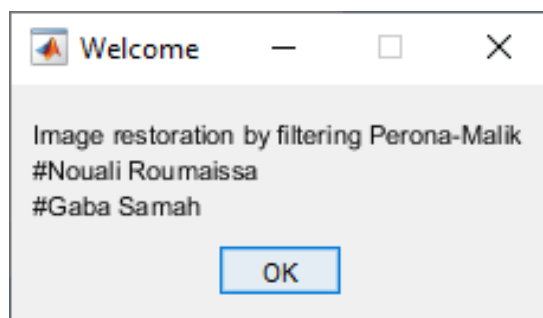 Welcome
Image restoration by filtering Perona-Malik
#Nouali Roumaissa
#Gaba Samah
OK